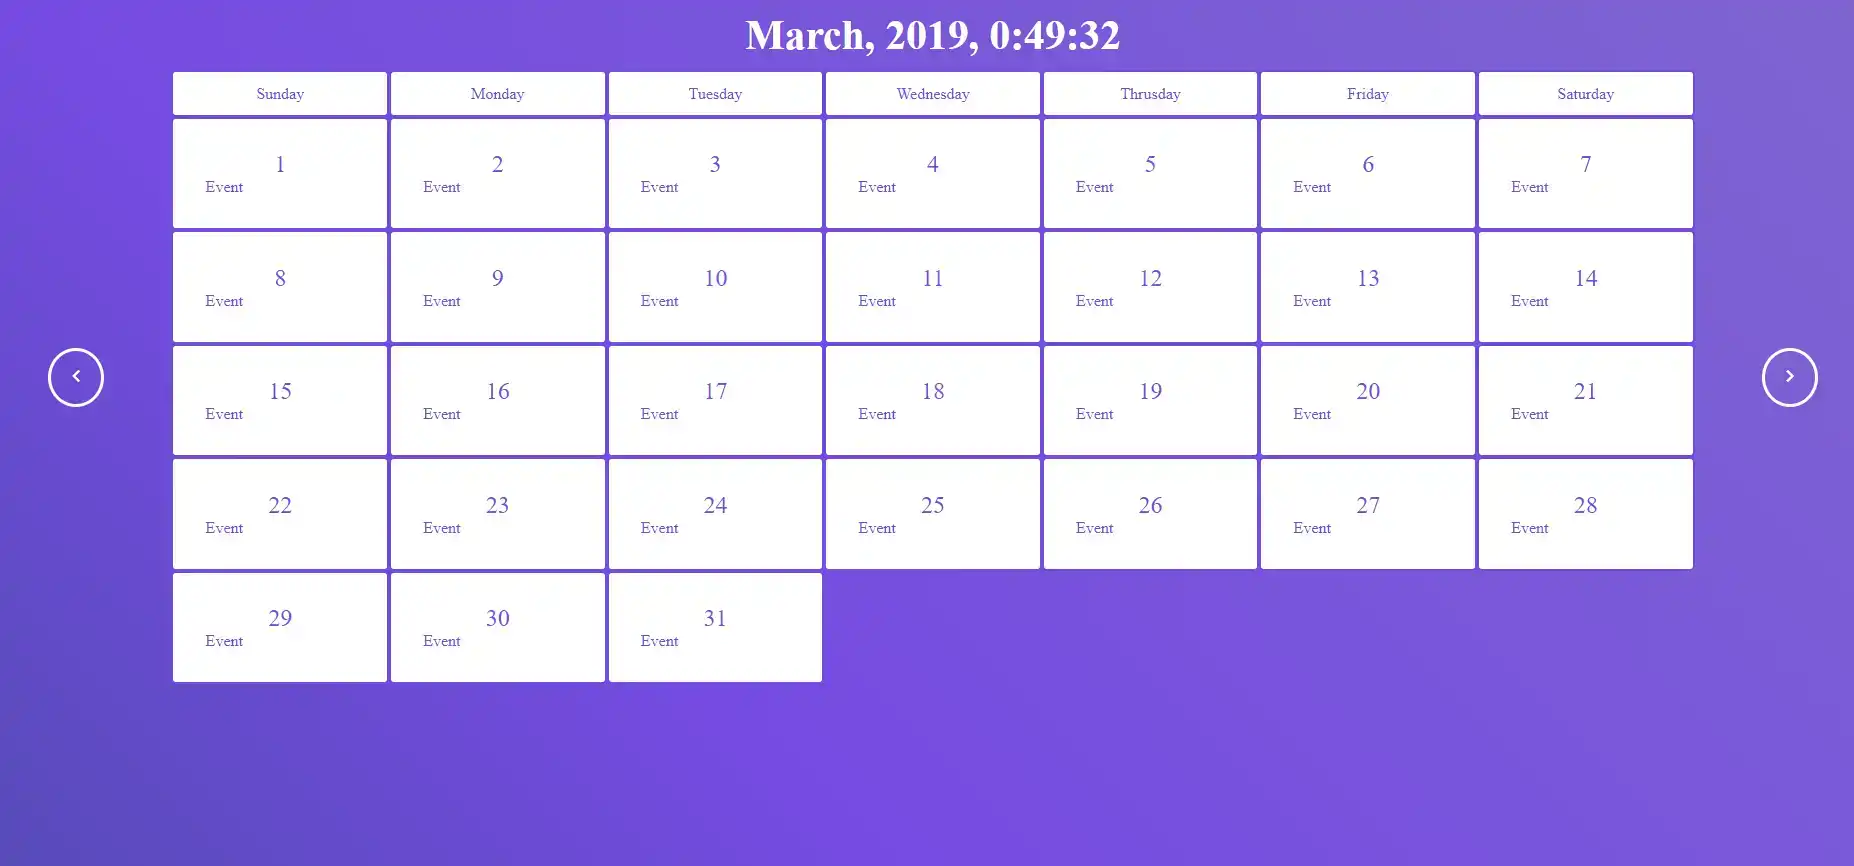 March, 2019, 0:49:32
Sunday Monday Tuesday Wednesday Thrusday Friday Saturday
1 2 3 4 5 6 7
Event Event Event Event Event Event Event
8 9 10 11 12 13 14
Event Event Event Event Event Event Event
15 16 17 18 19 20 21
Event Event Event Event Event Event Event
22 23 24 25 26 27 28
Event Event Event Event Event Event Event
29 30 31
Event Event Event